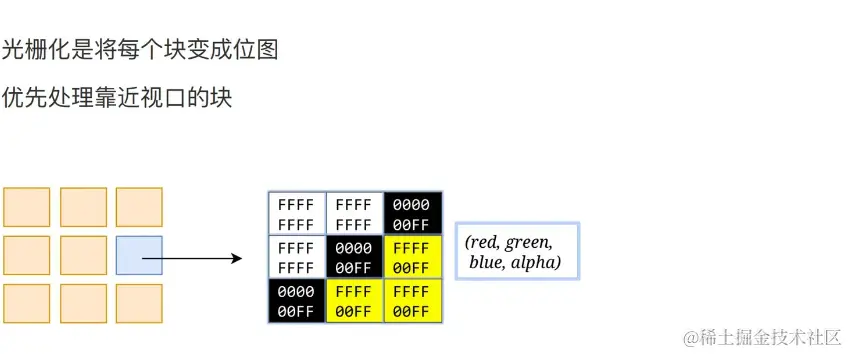 光栅化是将每个块变成位图
优先处理靠近视口的块
FFFF FFFF 0000
FFFF FFFF 00FF
FFFF 0000 FFFF
FFFF 00FF 00FF
0000 FFFF FFFF
00FF 00FF 00FF
(red, green,
blue, alpha)
@稀土掘金技术社区